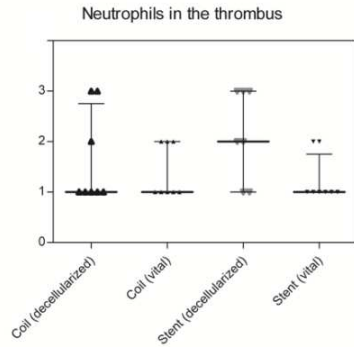 Neutrophils in the thrombus
3
2
1
0
Coil (decellularized)
Coil (vital)
Stent (decellularized)
Stent (vital)